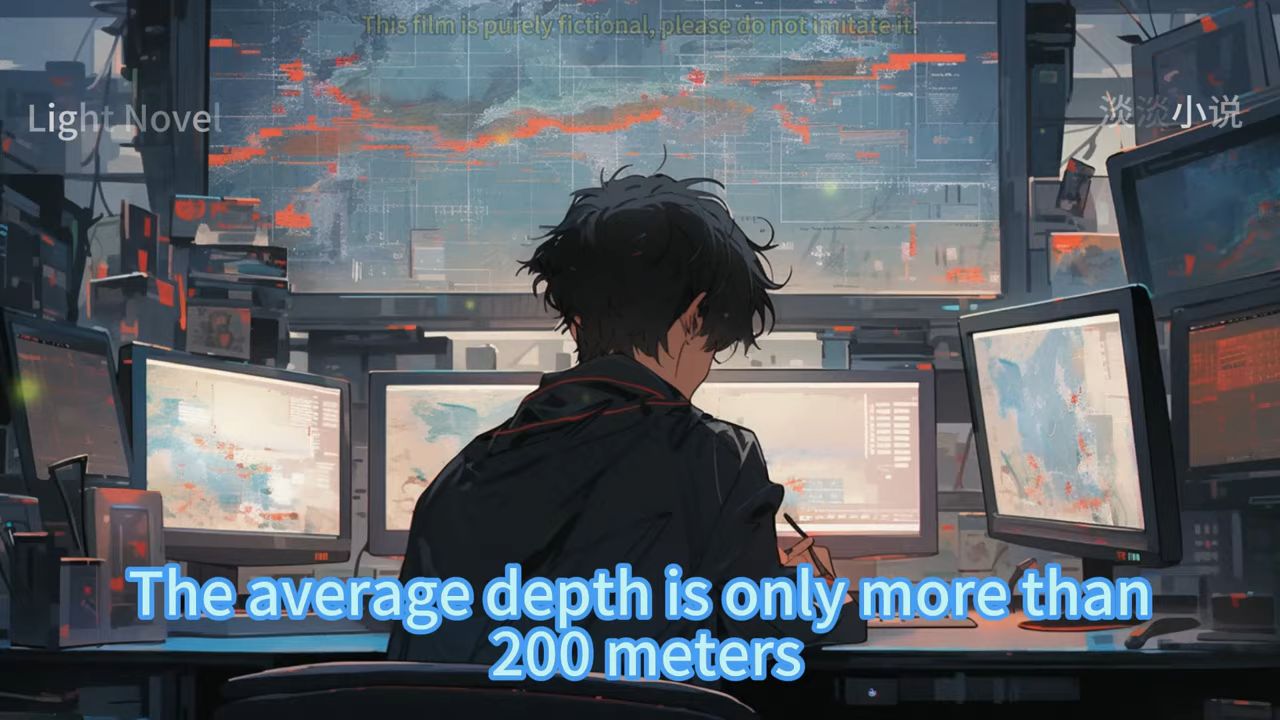 This film is purely fictional, please do not imitate it.
Light Novel
淡淡小说
The average depth is only more than
200 meters